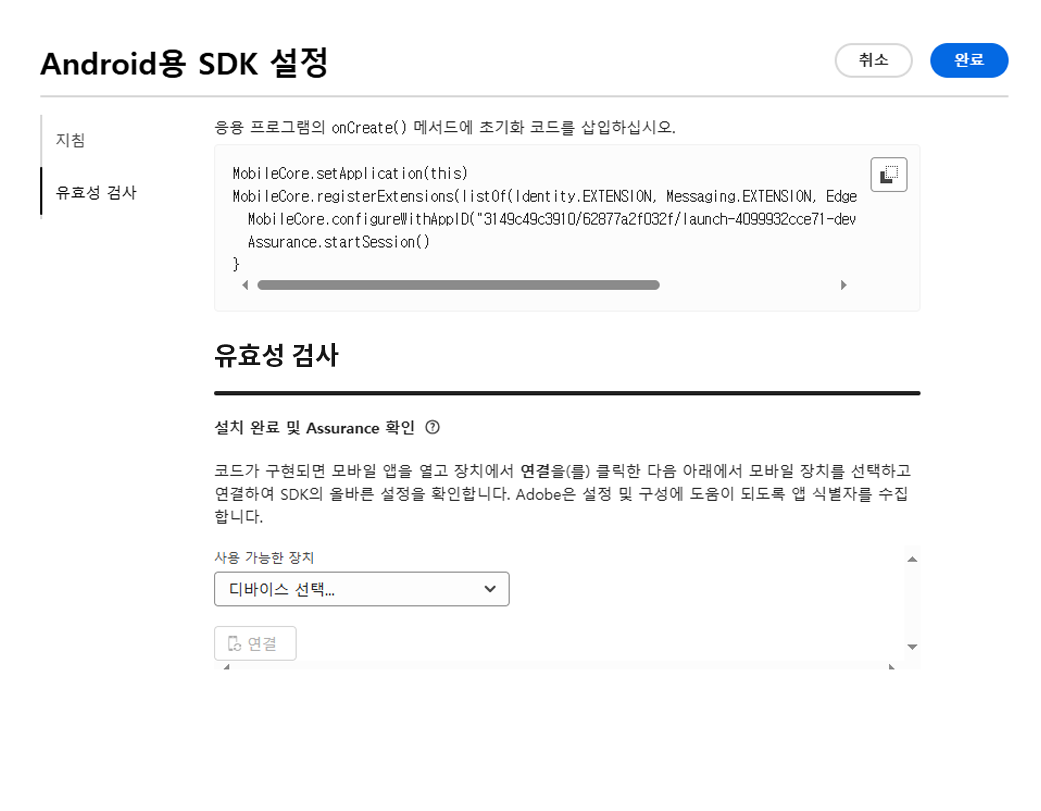 Android용 SDK 설정
취소
완료
지침
유효성 검사
응용 프로그램의 onCreate() 메서드에 초기화 코드를 삽입하십시오.
MobileCore.setApplication(this)
MobileCore.registerExtensions(listOf(Identity.EXTENSION, Messaging.EXTENSION, Edge
MobileCore.configureWithAppID("3149c49c3910/62877a2f032f/launch-4099932cce71-dev
Assurance.startSession()
}
유효성 검사
설치 완료 및 Assurance 확인
코드가 구현되면 모바일 앱을 열고 장치에서 연결을(를) 클릭한 다음 아래에서 모바일 장치를 선택하고
연결하여 SDK의 올바른 설정을 확인합니다. Adobe은 설정 및 구성에 도움이 되도록 앱 식별자를 수집
합니다.
사용 가능한 장치
디바이스 선택...
연결